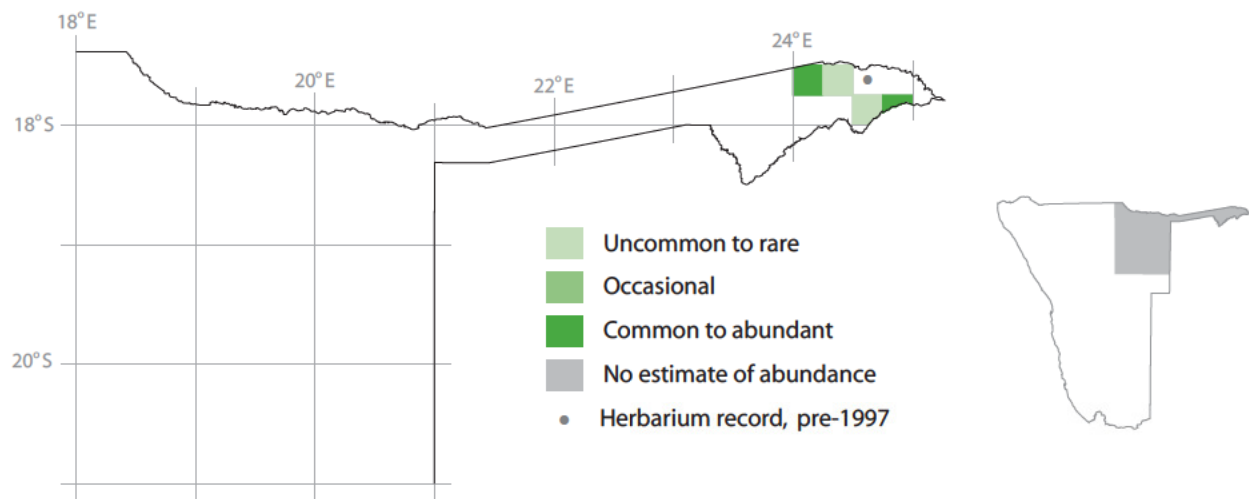 18°E
24°E
20°E
22°E
18°S
Uncommon to rare
Occasional
Common to abundant
20°S
No estimate of abundance
Herbarium record, pre-1997